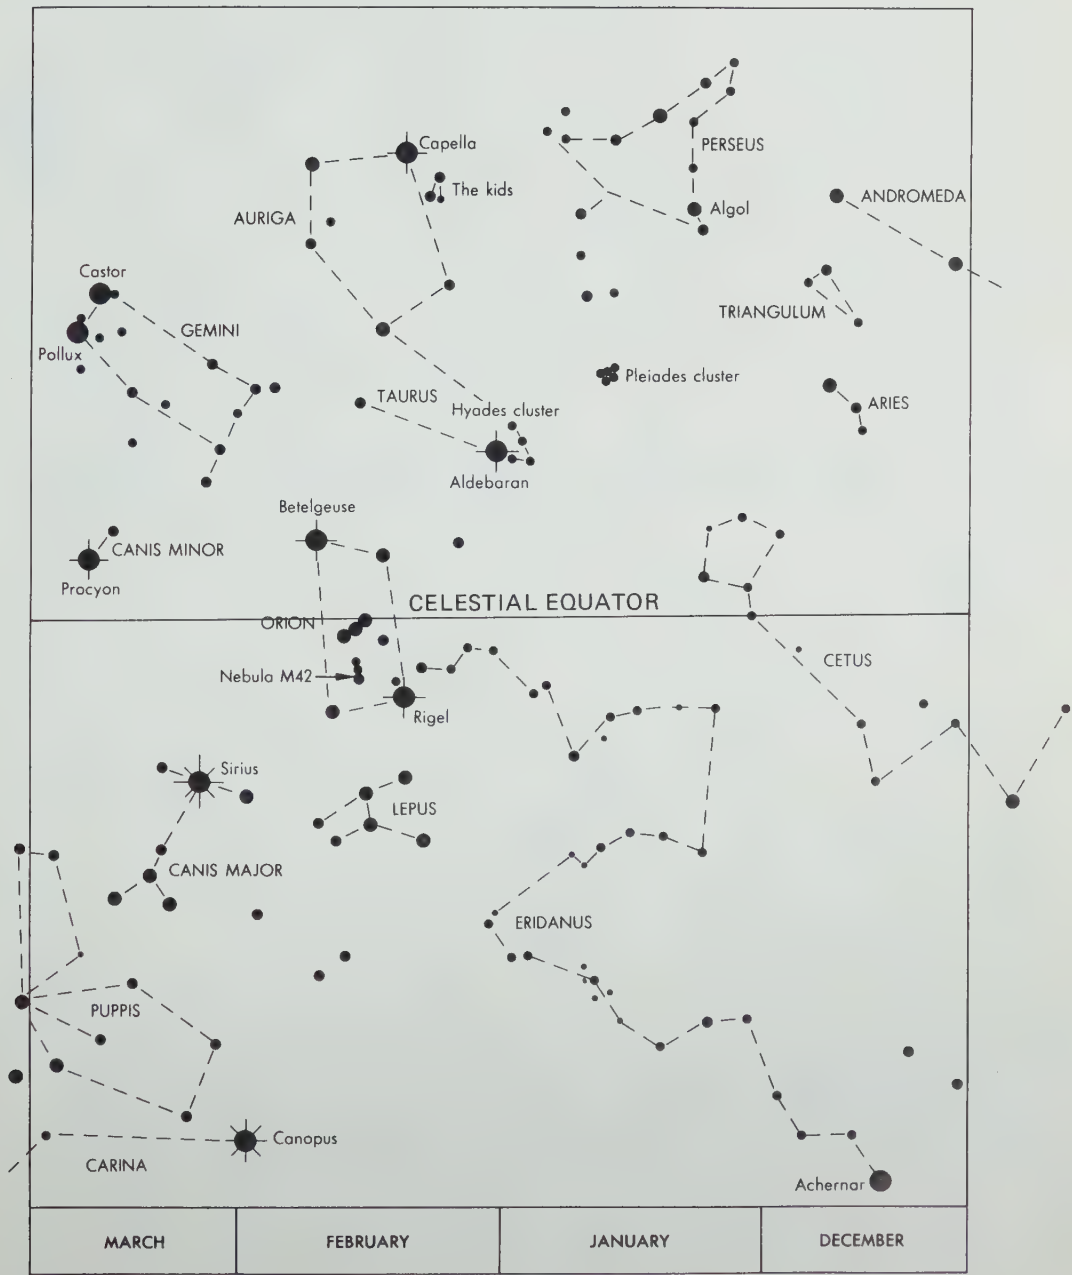 Capella
PERSEUS
The kids
ANDROMEDA
Algol
AURIGA
Castor
TRIANGULUM
GEMINI
Pollux
Pleiades cluster
TAURUS
ARIES
Hyades cluster
Aldebaran
Betelgeuse
CANIS MINOR
Procyon
CELESTIAL EQUATOR
ORION
CETUS
Nebula M42
Rigel
Sirius
LEPUS
CANIS MAJOR
ERIDANUS
PUPPIS
Canopus
CARINA
Achernar
MARCH
FEBRUARY
JANUARY
DECEMBER